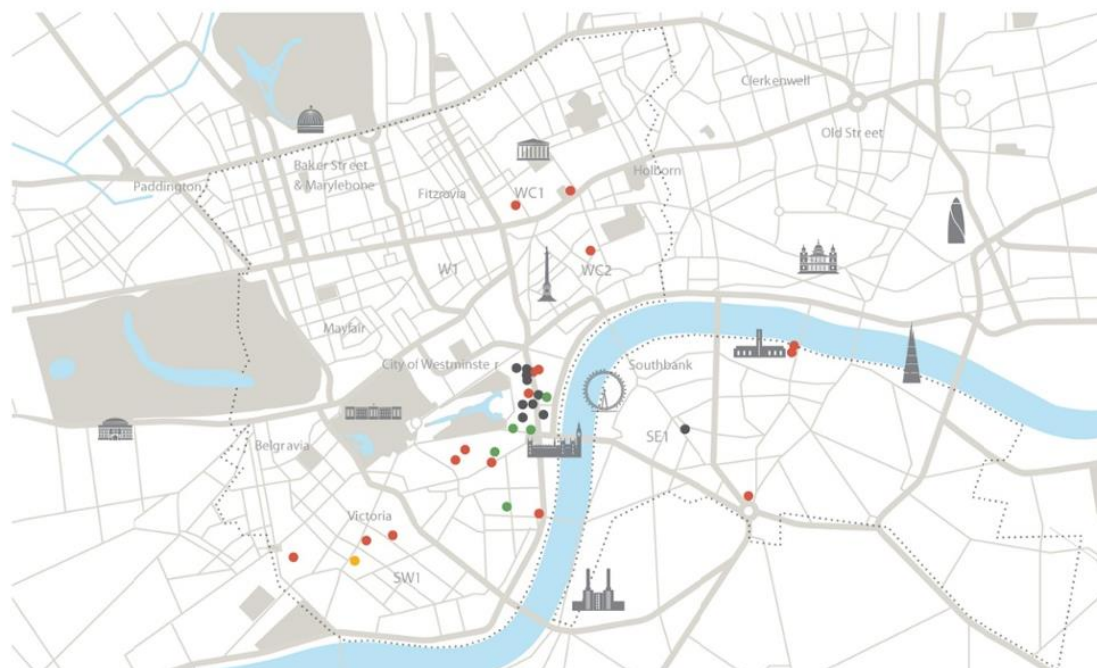 Clerkenwell
Old Street
Baker Street
& Marylebone
Paddington
Fitzrovia
WC1
Holborn
W1
WC2
Mayfair
City of Westminste r
Southbank
Belgravia
SE1
Victoria
SW1